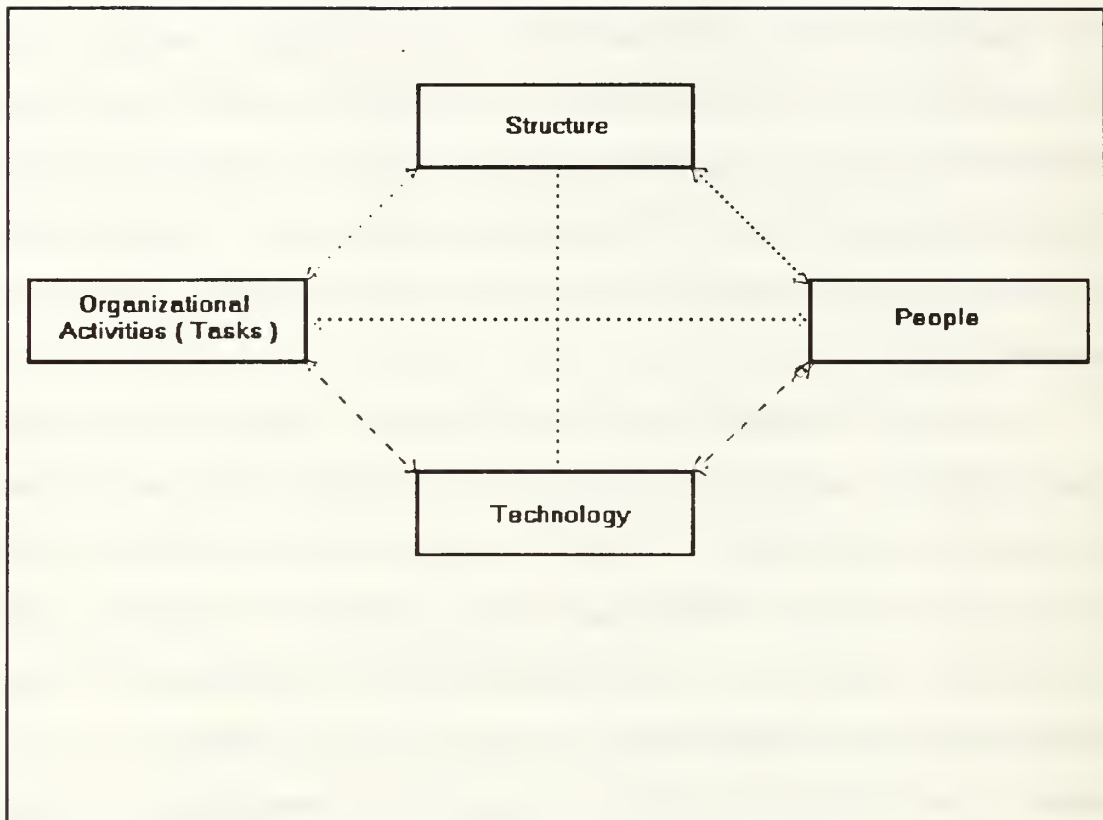 Structure
Organizational
Activities ( Tasks )
People
Technology